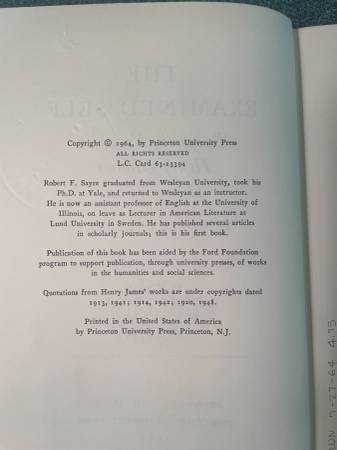 Copyright © 1964, by Princeton University Press
ALL RIGHTS RESERVED
L.C. Card 63-23394
Robert F. Sayre graduated from Wesleyan University, took his
Ph.D. at Yale, and returned to Wesleyan as an instructor.
He is now an assistant professor of English at the University of
Illinois, on leave as Lecturer in American Literature at
Lund University in Sweden. He has published several articles
in scholarly journals; this is his first book.
Publication of this book has been aided by the Ford Foundation
program to support publication, through university presses, of works
in the humanities and social sciences.
Quotations from Henry James' works are under copyrights dated
1913, 1941; 1914, 1942; 1920, 1948.
Printed in the United States of America
by Princeton University Press, Princeton, N.J.
WN 7-27-64 4.75